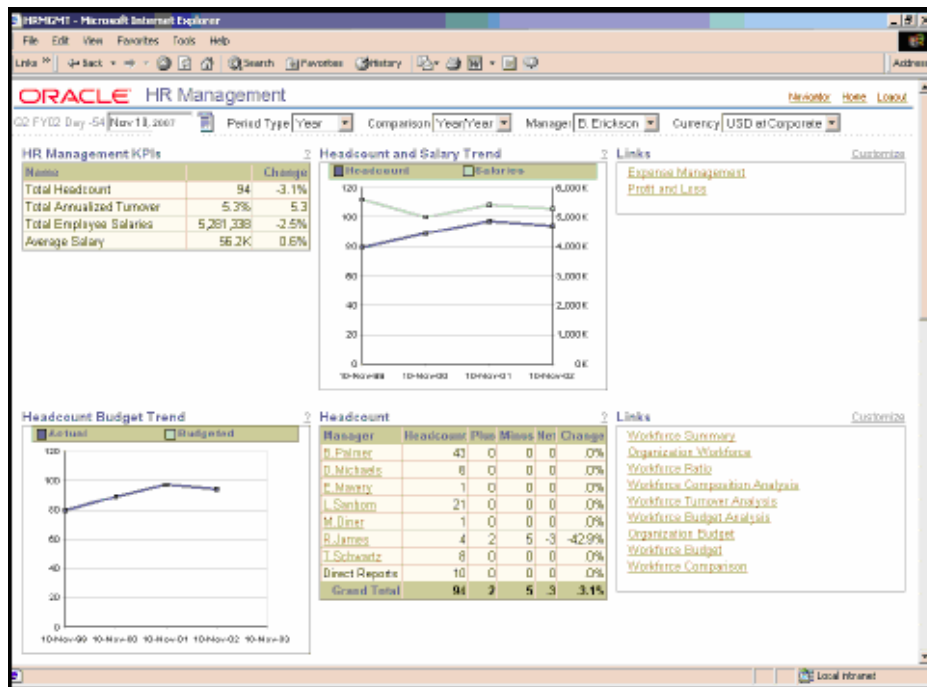 HRMGMT - Microsoft Internet Explorer
File Edit View Favorites Tools Help
Links » Back Search Favorites History Address
ORACLE HR Management Navigator Home Logout
Q2 FY02 Day -54 Period Type Year Comparison Year/Year Manager B. Erickson Currency USD at Corporate
HR Management KPIs ?
Name Change
Total Headcount 94 -3.1%
Total Annualized Turnover 5.3% 5.3
Total Employee Salaries 5,281,338 -2.5%
Average Salary 56.2K 0.6%
Headcount and Salary Trend ?
Headcount Salaries
120 6,000K
100 5,000K
80 4,000K
60 3,000K
40 2,000K
20 1,000K
0 0K
10-Nov-99 10-Nov-00 10-Nov-01 10-Nov-02
Links Customize
Expense Management
Profit and Loss
Headcount Budget Trend ?
Actual Budgeted
120
100
80
60
40
20
0
10-Nov-99 10-Nov-00 10-Nov-01 10-Nov-02 10-Nov-03
Headcount ?
Manager Headcount Plus Minus Net Change
B.Palmer 43 0 0 0 .0%
D.Michaels 6 0 0 0 .0%
1 0 0 0 .0%
21 0 0 0 .0%
M.Diner 1 0 0 0 .0%
R.James 4 2 5 -3 -42.9%
T.Schwartz 8 0 0 0 .0%
Direct Reports 10 0 0 0 .0%
Grand Total 94 2 5 .3 .3.1%
Links Customize
Workforce Summary
Organization Workforce
Workforce Ratio
Workforce Composition Analysis
Workforce Turnover Analysis
Workforce Budget Analysis
Organization Budget
Workforce Budget
Workforce Comparison
Local intranet